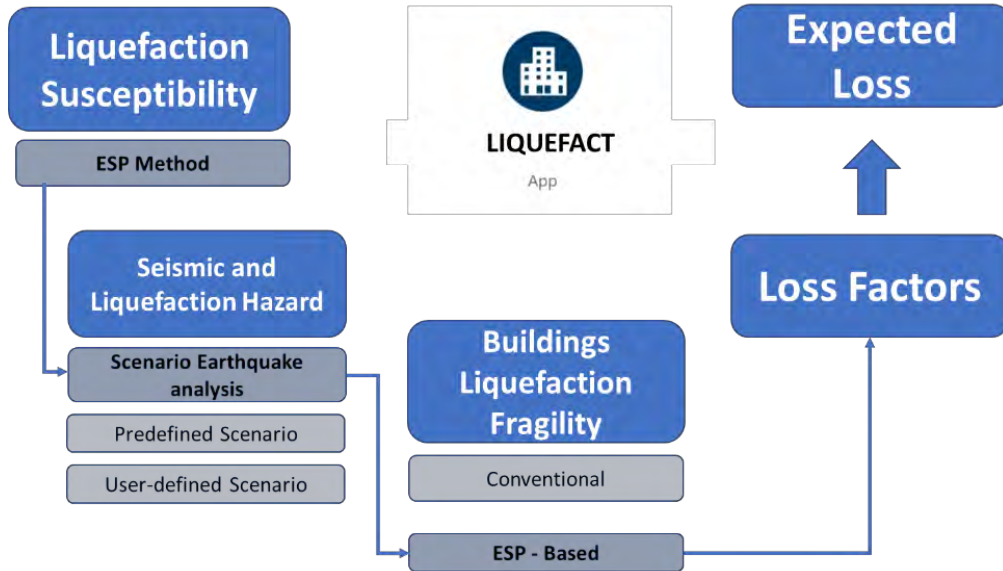 Liquefaction
Susceptibility
ESP Method
Seismic and
Liquefaction Hazard
Scenario Earthquake
analysis
Predefined Scenario
User-defined Scenario
LIQUEFACT
App
Buildings
Liquefaction
Fragility
Conventional
ESP - Based
Expected
Loss
Loss Factors